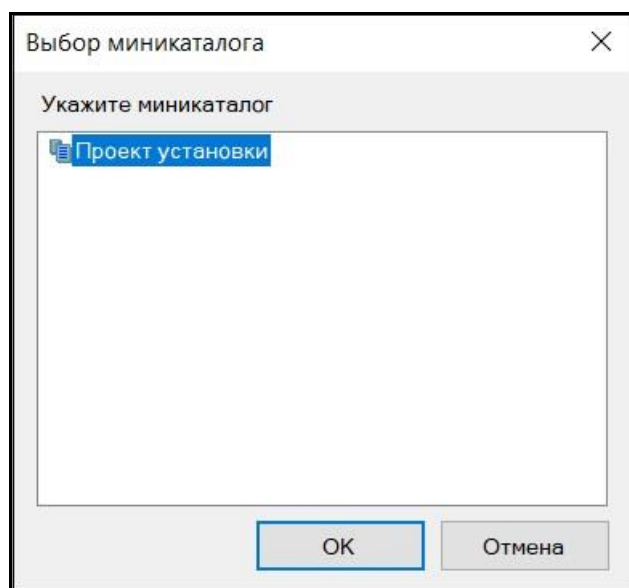 Выбор миникаталога
Укажите миникаталог
Проект установки
OK
Отмена